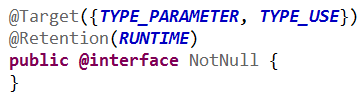 @Target({TYPE_PARAMETER, TYPE_USE})
@Retention(RUNTIME)
public @interface NotNull {
}